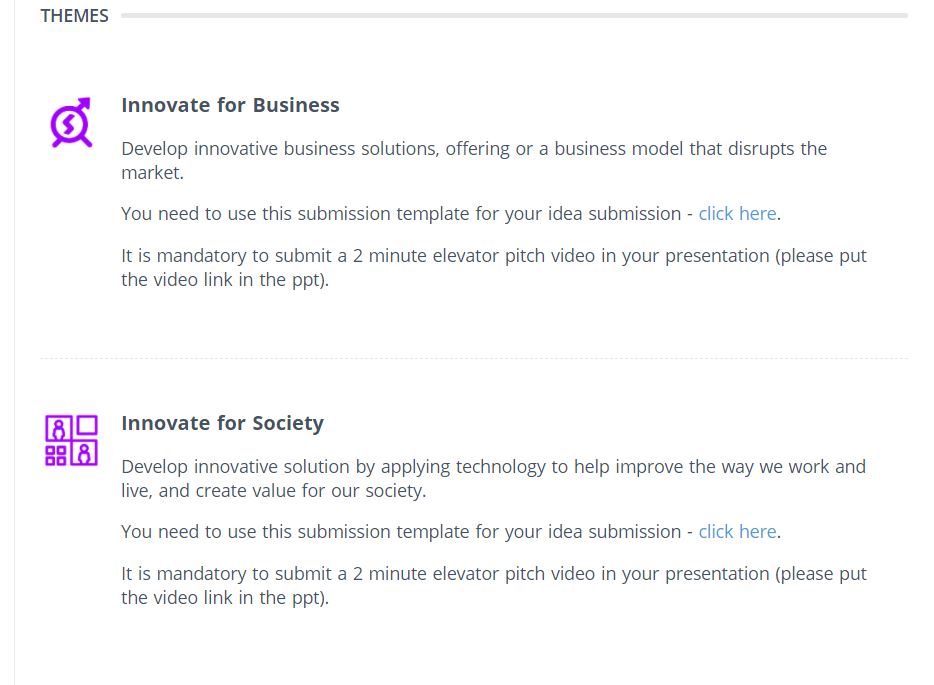 THEMES
Innovate for Business
Develop innovative business solutions, offering or a business model that disrupts the
market.
You need to use this submission template for your idea submission - click here.
It is mandatory to submit a 2 minute elevator pitch video in your presentation (please put
the video link in the ppt).
Innovate for Society
Develop innovative solution by applying technology to help improve the way we work and
live, and create value for our society.
You need to use this submission template for your idea submission - click here.
It is mandatory to submit a 2 minute elevator pitch video in your presentation (please put
the video link in the ppt).